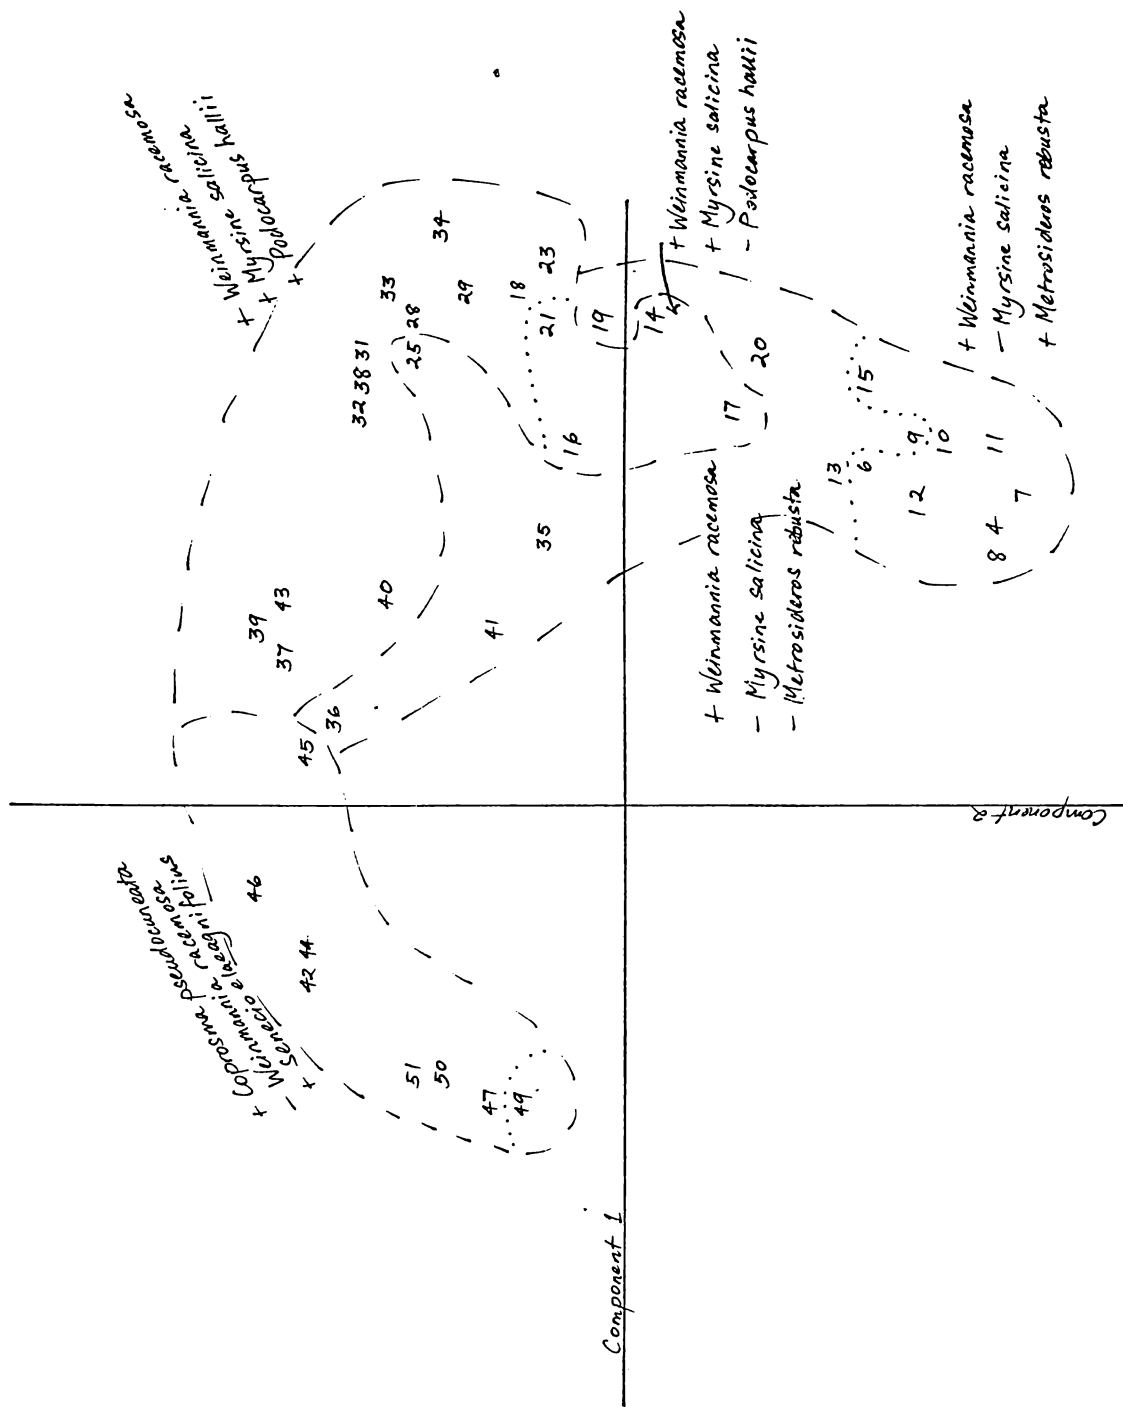 + Coprosma pseudocuneata
- Weinmannia racemosa
+ Senecio elaeagnifolius
+ Weinmannia racemosa
+ Myrsine salicina
+ Podocarpus hallii
46
39
37
43
42 44
45
36
32 38 31
33
40
25 28
51
50
34
29
47
41
49
18
35
21
23
16
19
Component 1
14
5
+ Weinmannia racemosa
+ Myrsine salicina
- Podocarpus hallii
17
20
+ Weinmannia racemosa
- Myrsine salicina
- Metrosideros robusta
13
6
15
12
9
10
8 4
11
7
+ Weinmannia racemosa
- Myrsine salicina
+ Metrosideros robusta
Component 2